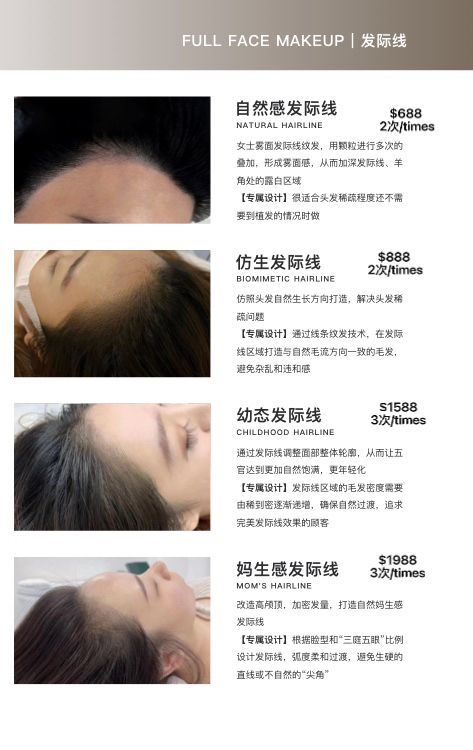 FULL FACE MAKEUP | 发际线
自然感发际线
NATURAL HAIRLINE
$688
2次/times
女士雾面发际线纹发，用颗粒进行多次的
叠加，形成雾面感，从而加深发际线、羊
角处的露白区域
【专属设计】很适合头发稀疏程度还不需
要到植发的情况时做
仿生发际线
BIOMIMETIC HAIRLINE
$888
2次/times
仿照头发自然生长方向打造，解决头发稀
疏问题
【专属设计】通过线条纹发技术，在发际
线区域打造与自然毛流方向一致的毛发，
避免杂乱和违和感
幼态发际线
CHILDHOOD HAIRLINE
$1588
3次/times
通过发际线调整面部整体轮廓，从而让五
官达到更加自然饱满，更年轻化
【专属设计】发际线区域的毛发密度需要
由稀到密逐渐递增，确保自然过渡，追求
完美发际线效果的顾客
妈生感发际线
MOM'S HAIRLINE
$1988
3次/times
改造高颅顶，加密发量，打造自然妈生感
发际线
【专属设计】根据脸型和“三庭五眼”比例
设计发际线，弧度柔和过渡，避免生硬的
直线或不自然的“尖角”